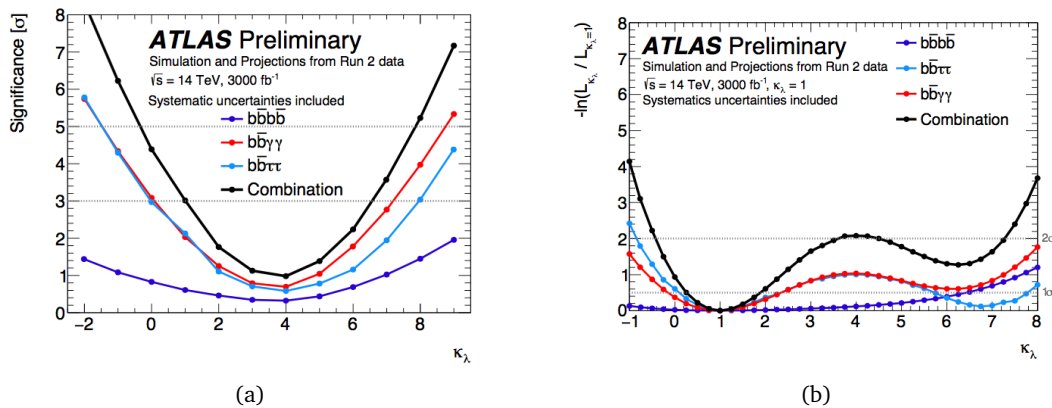 Significance [σ]
8
7
6
5
4
3
2
1
0
ATLAS Preliminary
Simulation and Projections from Run 2 data
√s = 14 TeV, 3000 fb⁻¹
Systematic uncertainties included
bb̄bb̄
bb̄γγ
bb̄ττ
Combination
−2 0 2 4 6 8
κλ
(a)
-ln(L_κλ / L_κλ=1)
8
7
6
5
4
3
2
1
0
ATLAS Preliminary
Simulation and Projections from Run 2 data
√s = 14 TeV, 3000 fb⁻¹, κλ = 1
Systematics uncertainties included
bb̄bb̄
bb̄ττ
bb̄γγ
Combination
2σ
1σ
−1 0 1 2 3 4 5 6 7 8
κλ
(b)